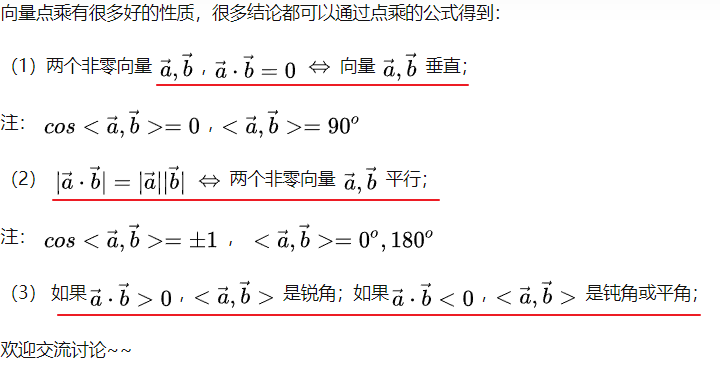 向量点乘有很多好的性质，很多结论都可以通过点乘的公式得到：
（1）两个非零向量 $\vec{a},\vec{b}$ ，$\vec{a}\cdot\vec{b}=0$ ⇔ 向量 $\vec{a},\vec{b}$ 垂直；
注： $cos<\vec{a},\vec{b}>=0$ ，$<\vec{a},\vec{b}>=90^o$
（2） $|\vec{a}\cdot\vec{b}|=|\vec{a}||\vec{b}|$ ⇔ 两个非零向量 $\vec{a},\vec{b}$ 平行；
注： $cos<\vec{a},\vec{b}>=\pm1$ ， $<\vec{a},\vec{b}>=0^o,180^o$
（3） 如果$\vec{a}\cdot\vec{b}>0$，$<\vec{a},\vec{b}>$ 是锐角；如果$\vec{a}\cdot\vec{b}<0$，$<\vec{a},\vec{b}>$ 是钝角或平角；
欢迎交流讨论~~